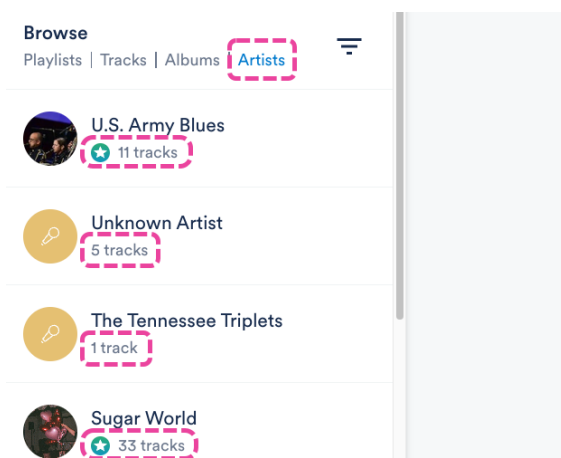 Browse
Playlists | Tracks | Albums | Artists
U.S. Army Blues
11 tracks
Unknown Artist
5 tracks
The Tennessee Triplets
1 track
Sugar World
33 tracks